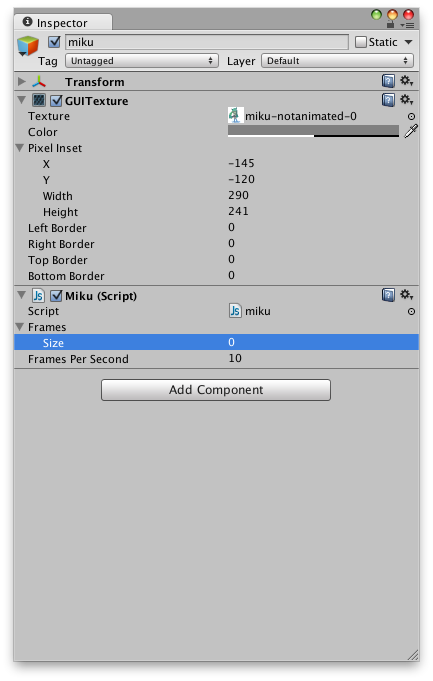 Inspector
miku Static
Tag Untagged Layer Default
Transform
GUITexture
Texture miku-notanimated-0
Color
Pixel Inset
X -145
Y -120
Width 290
Height 241
Left Border 0
Right Border 0
Top Border 0
Bottom Border 0
Miku (Script)
Script miku
Frames
Size 0
Frames Per Second 10
Add Component